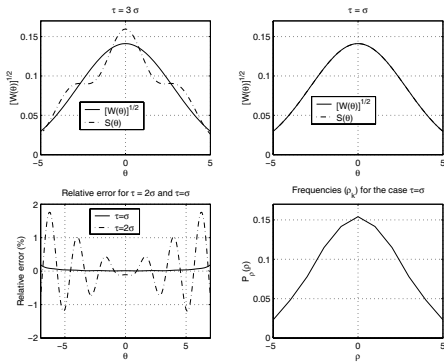 τ = 3 σ
[W(θ)]^1/2
0.15
0.1
0.05
0
−5
0
5
θ
[W(θ)]^1/2
S(θ)
τ = σ
[W(θ)]^1/2
0.15
0.1
0.05
0
−5
0
5
θ
[W(θ)]^1/2
S(θ)
Relative error for τ = 2σ and τ=σ
Relative error (%)
2
1
0
−1
−2
−5
0
5
θ
τ=σ
τ=2σ
Frequencies (ρ_k) for the case τ=σ
P_ρ(ρ)
0.15
0.1
0.05
0
−5
0
5
ρ